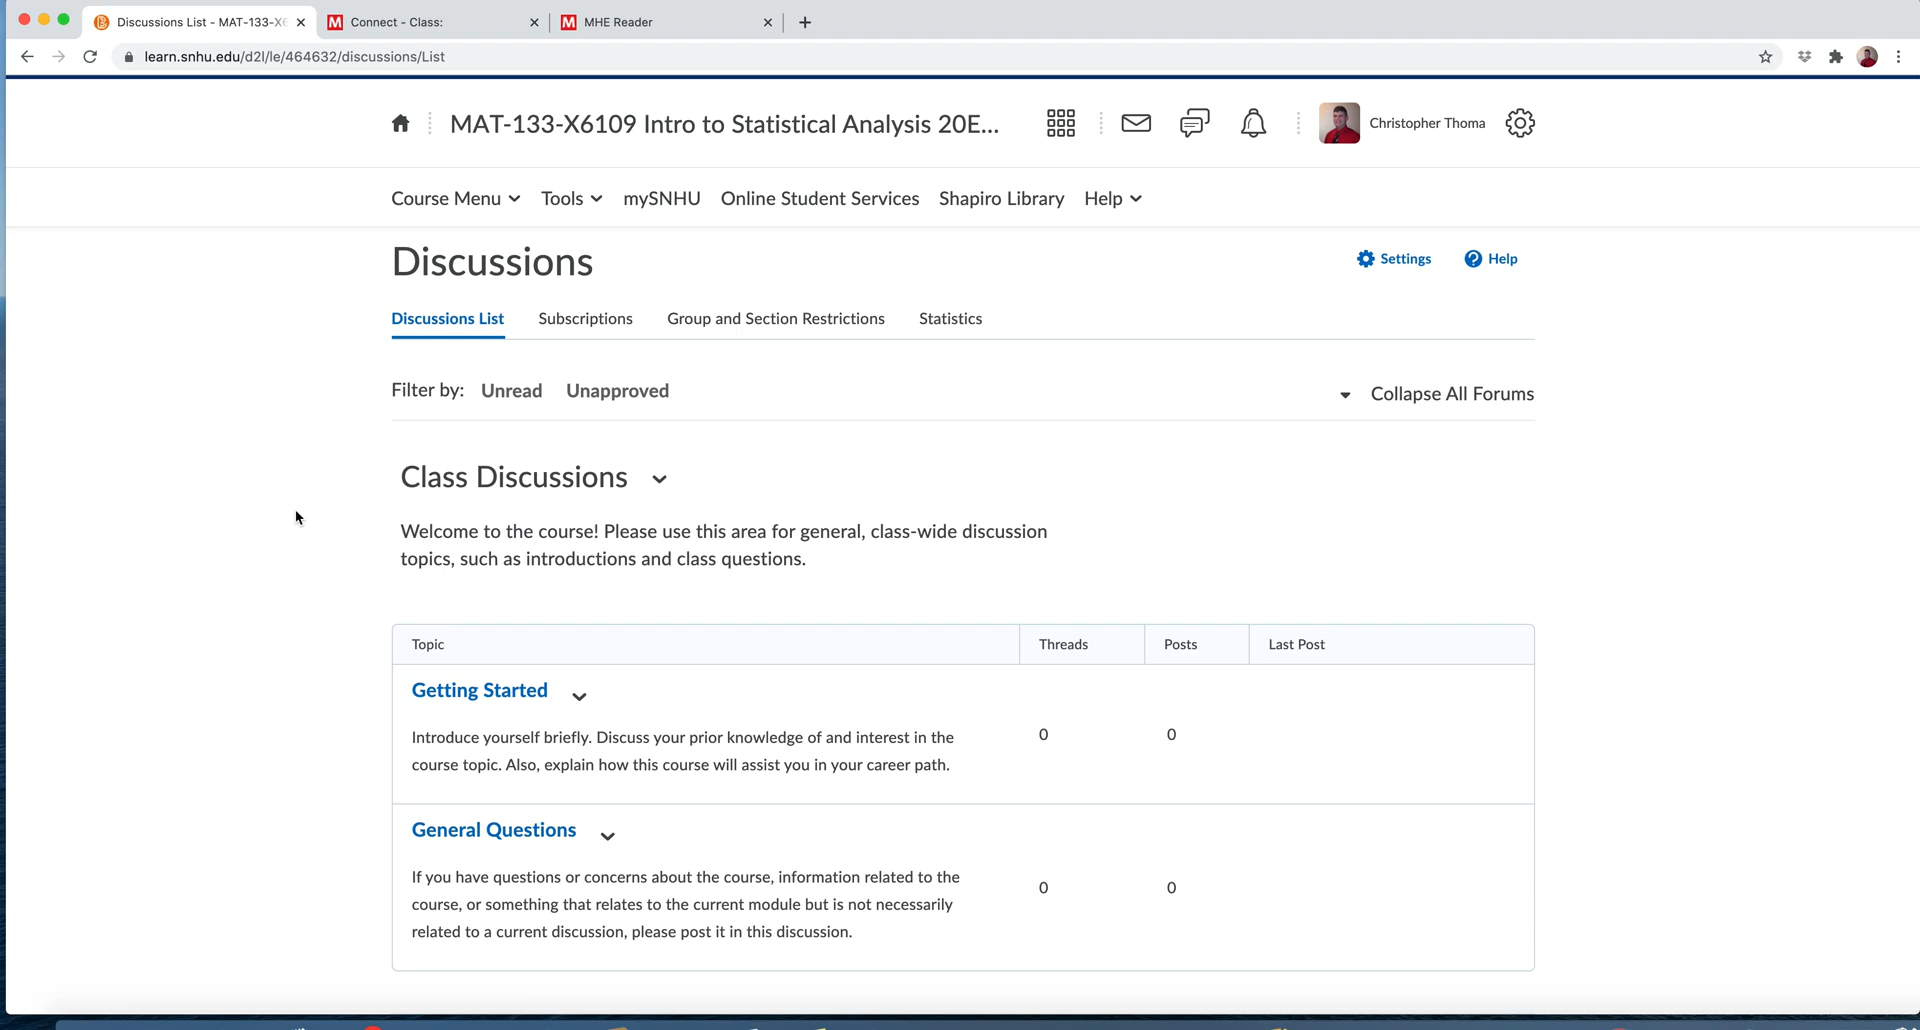 Discussions List - MAT-133-X6
Connect - Class:
MHE Reader
learn.snhu.edu/d2l/le/464632/discussions/List
MAT-133-X6109 Intro to Statistical Analysis 20E...
Christopher Thoma
Course Menu
Tools
mySNHU
Online Student Services
Shapiro Library
Help
Discussions
Settings
Help
Discussions List
Subscriptions
Group and Section Restrictions
Statistics
Filter by:
Unread
Unapproved
Collapse All Forums
Class Discussions
Welcome to the course! Please use this area for general, class-wide discussion
topics, such as introductions and class questions.
Topic
Threads
Posts
Last Post
Getting Started
Introduce yourself briefly. Discuss your prior knowledge of and interest in the
course topic. Also, explain how this course will assist you in your career path.
0
0
General Questions
If you have questions or concerns about the course, information related to the
course, or something that relates to the current module but is not necessarily
related to a current discussion, please post it in this discussion.
0
0